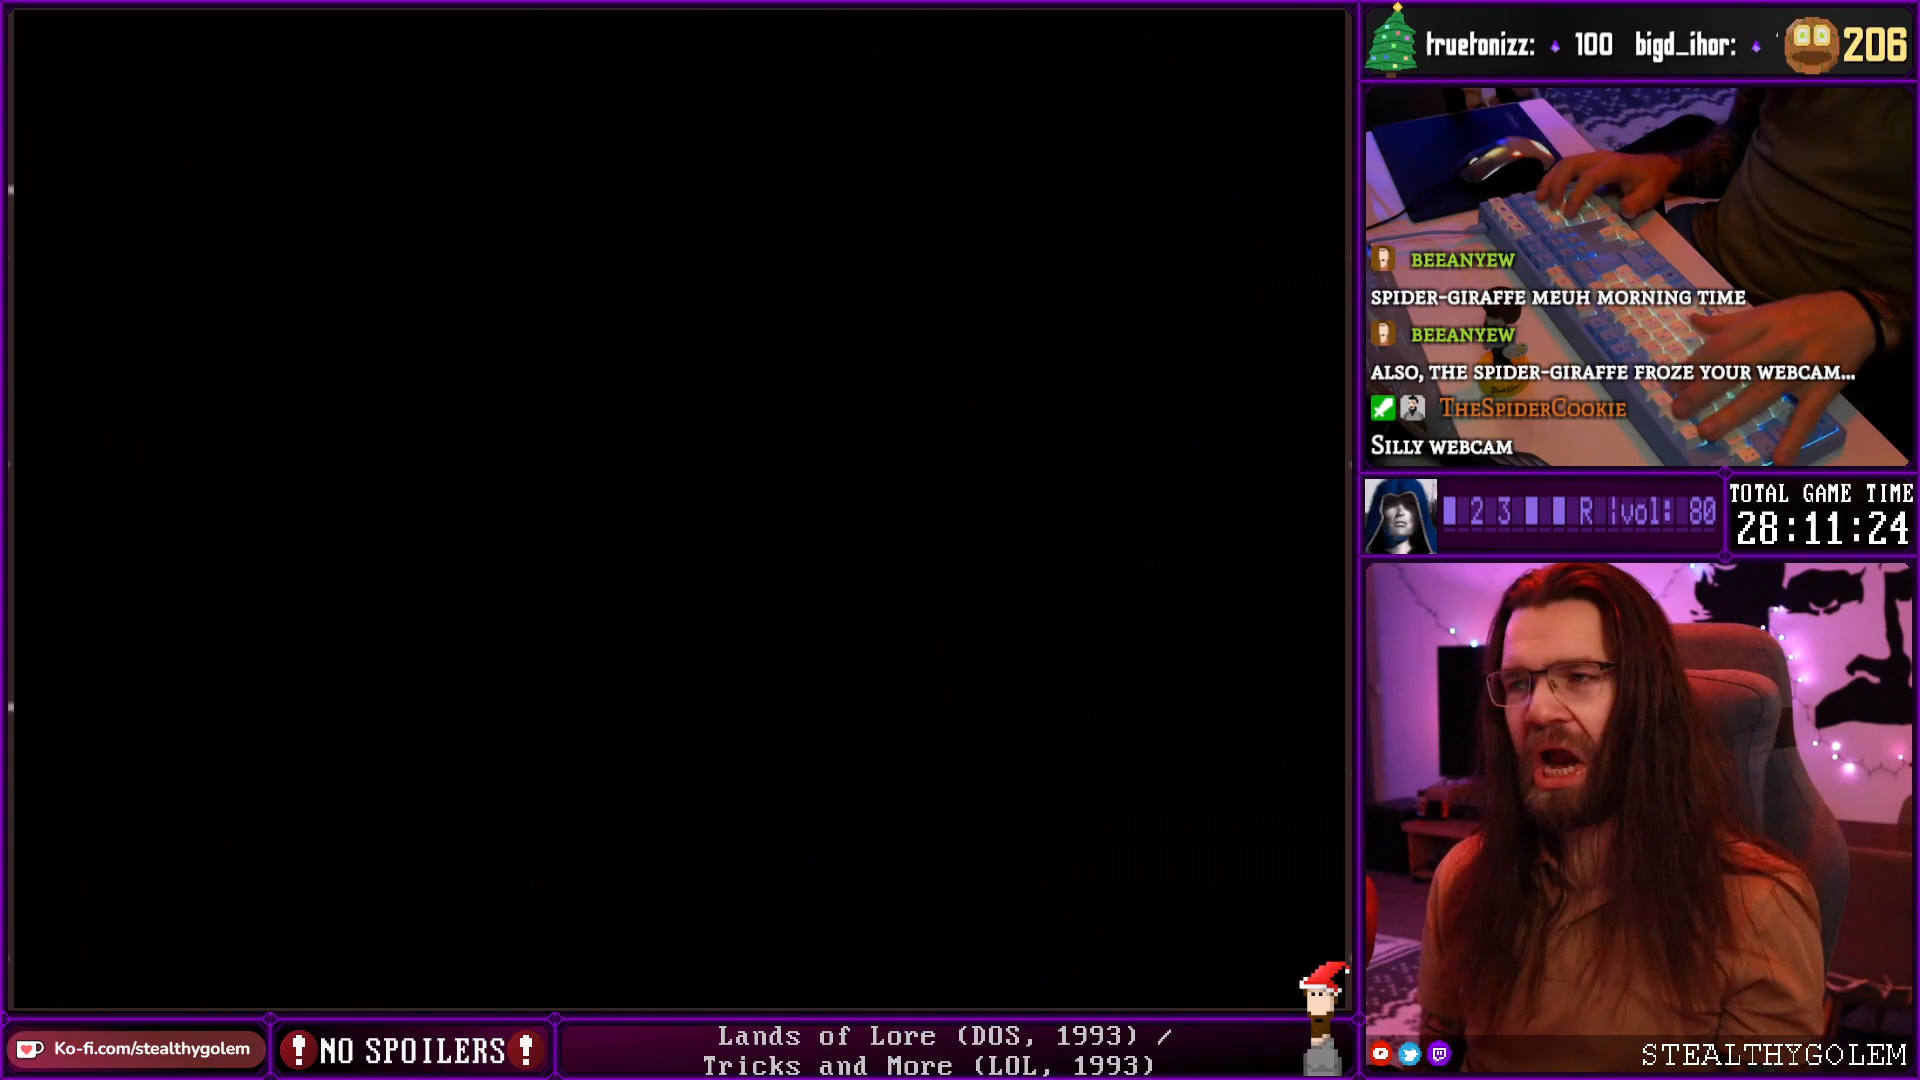 truetonizz: 100 bigd_ihor:
206
BEEANYEW
SPIDER-GIRAFFE MEUH MORNING TIME
BEEANYEW
ALSO, THE SPIDER-GIRAFFE FROZE YOUR WEBCAM...
THESPIDERCOOKIE
SILLY WEBCAM
2 3 R |vol: 80
TOTAL GAME TIME
28:11:24
Ko-fi.com/stealthygolem
! NO SPOILERS !
Lands of Lore (DOS, 1993) /
Tricks and More (LOL, 1993)
STEALTHYGOLEM